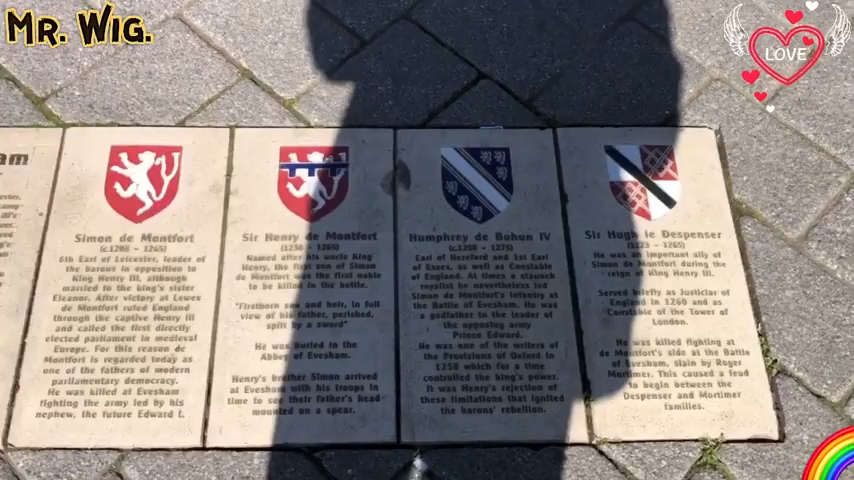 MR. WIG.
LOVE
am
Simon de Montfort
(c.1208 - 1265)
6th Earl of Leicester, leader of
the barons in opposition to
King Henry III, although
married to the king's sister
Eleanor. After victory at Lewes
de Montfort ruled England
through the captive Henry III
and called the first directly
elected parliament in medieval
Europe. For this reason de
Montfort is regarded today as
one of the fathers of modern
parliamentary democracy.
He was killed at Evesham
fighting the army led by his
nephew, the future Edward I.
Sir Henry de Montfort
(1238 - 1265)
Named after his uncle King
Henry, the first son of Simon
de Montfort was the first noble
to be killed in the battle.
"Firstborn son and heir, in full
view of his father, perished,
split by a sword"
He was buried in the
Abbey of Evesham.
Henry's brother Simon arrived
at Evesham with his troops in
time to see their father's head
mounted on a spear.
Humphrey de Bohun IV
(c.1208 - 1275)
Earl of Hereford and 1st Earl
of Essex, as well as Constable
of England. At times a staunch
royalist he nevertheless led
Simon de Montfort's infantry at
the Battle of Evesham. He was
a godfather to the leader of
the opposing army
Prince Edward.
He was one of the writers of
the Provisions of Oxford in
1258 which for a time
controlled the king's power.
It was Henry's rejection of
these limitations that ignited
the barons' rebellion.
Sir Hugh le Despenser
(1223 - 1265)
He was an important ally of
Simon de Montfort during the
reign of King Henry III.
Served briefly as Justiciar of
England in 1260 and as
Constable of the Tower of
London.
He was killed fighting at
de Montfort's side at the Battle
of Evesham, slain by Roger
Mortimer. This caused a feud
to begin between the
Despenser and Mortimer
families.